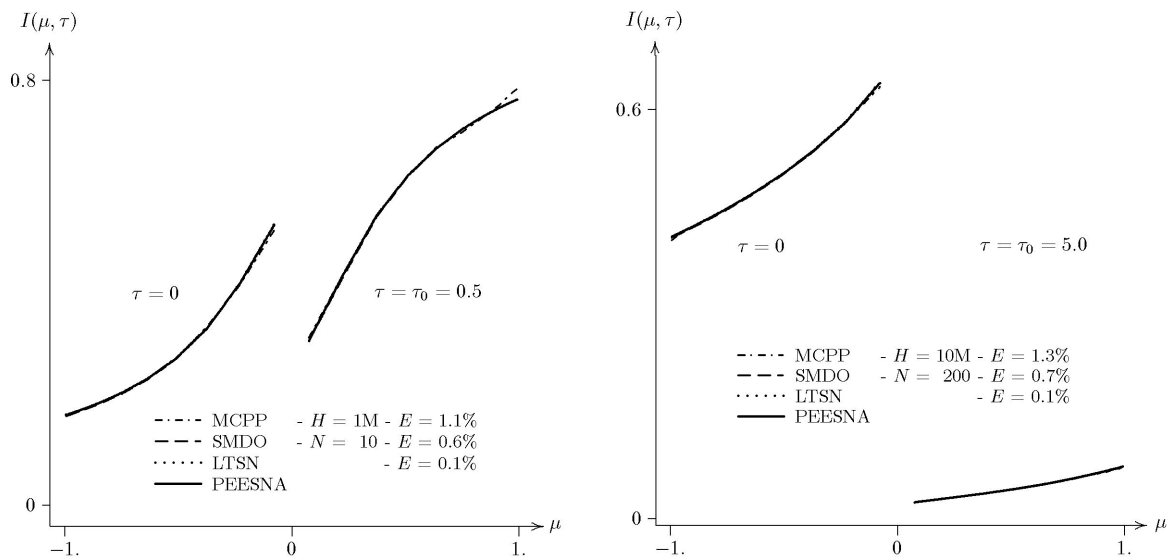 I(μ, τ)
0.8
τ = 0
τ = τ₀ = 0.5
MCPP - H = 1M - E = 1.1%
SMDO - N = 10 - E = 0.6%
LTSN - E = 0.1%
PEESNA
0
μ
−1.
0
1.
I(μ, τ)
0.6
τ = 0
τ = τ₀ = 5.0
MCPP - H = 10M - E = 1.3%
SMDO - N = 200 - E = 0.7%
LTSN - E = 0.1%
PEESNA
0
μ
−1.
0
1.